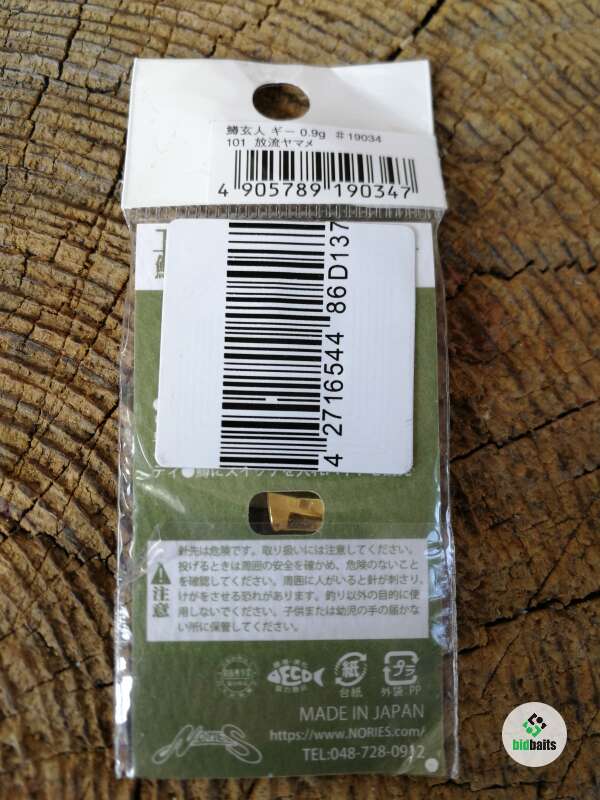 鱒玄人 ギー 0.9g #19034
101 放流ヤマメ
4 905789 190347
4 2716544 86 D137
針先は危険です。取り扱いには注意してください。
投げるときは周囲の安全を確かめ、危険のないこと
を確認してください。周囲に人がいると針が刺さり、
けがをさせる恐れがあります。釣り以外の目的に使
用しないでください。子供または幼児の手の届かな
い所に保管してください。
注意
ECO
紙
台紙
プラ
外袋 PP
MADE IN JAPAN
Nories
https://www.NORIES.com/
TEL:048-728-0912
bidbaits